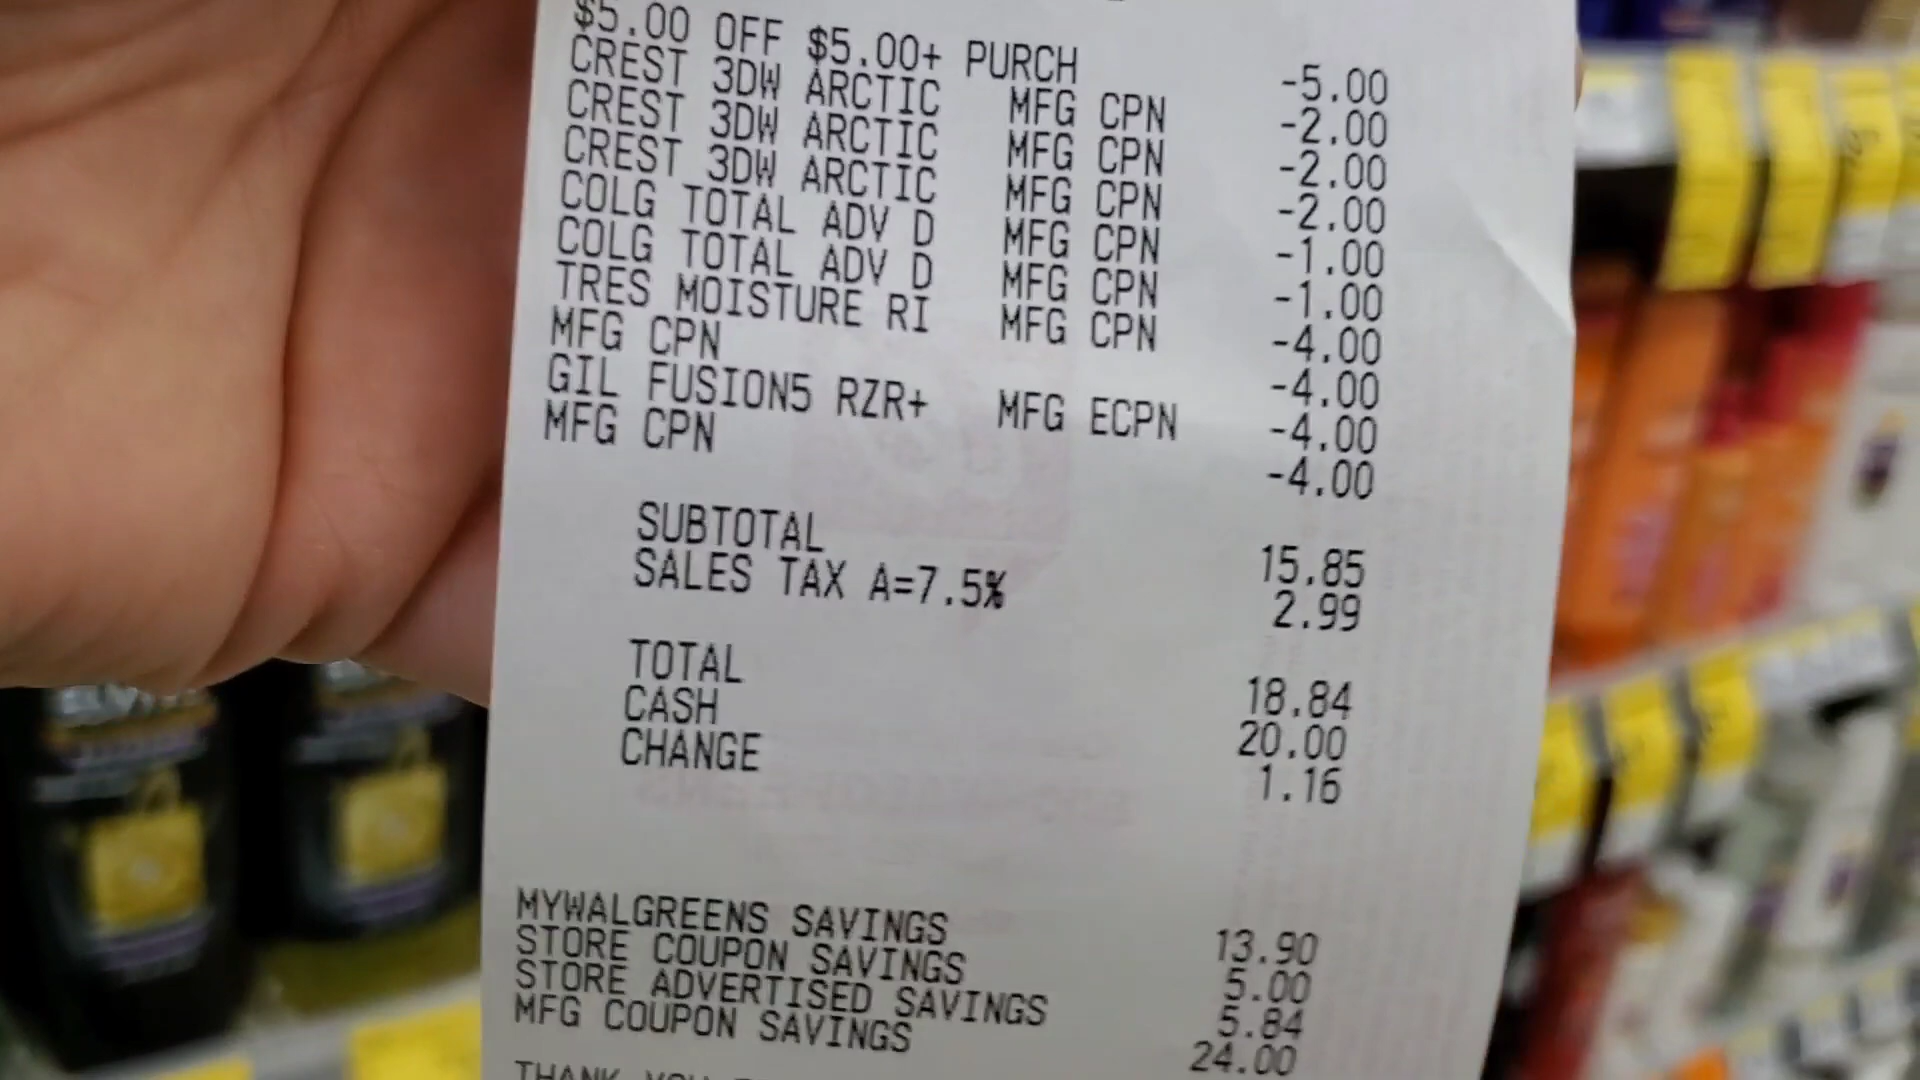 $5.00 OFF $5.00+ PURCH -5.00
CREST 3DW ARCTIC MFG CPN -2.00
CREST 3DW ARCTIC MFG CPN -2.00
CREST 3DW ARCTIC MFG CPN -2.00
COLG TOTAL ADV D MFG CPN -1.00
COLG TOTAL ADV D MFG CPN -1.00
TRES MOISTURE RI MFG CPN -4.00
MFG CPN -4.00
GIL FUSION5 RZR+ MFG ECPN -4.00
MFG CPN -4.00
SUBTOTAL 15.85
SALES TAX A=7.5% 2.99
TOTAL 18.84
CASH 20.00
CHANGE 1.16
MYWALGREENS SAVINGS 13.90
STORE COUPON SAVINGS 5.00
STORE ADVERTISED SAVINGS 5.84
MFG COUPON SAVINGS 24.00
THANK YOU